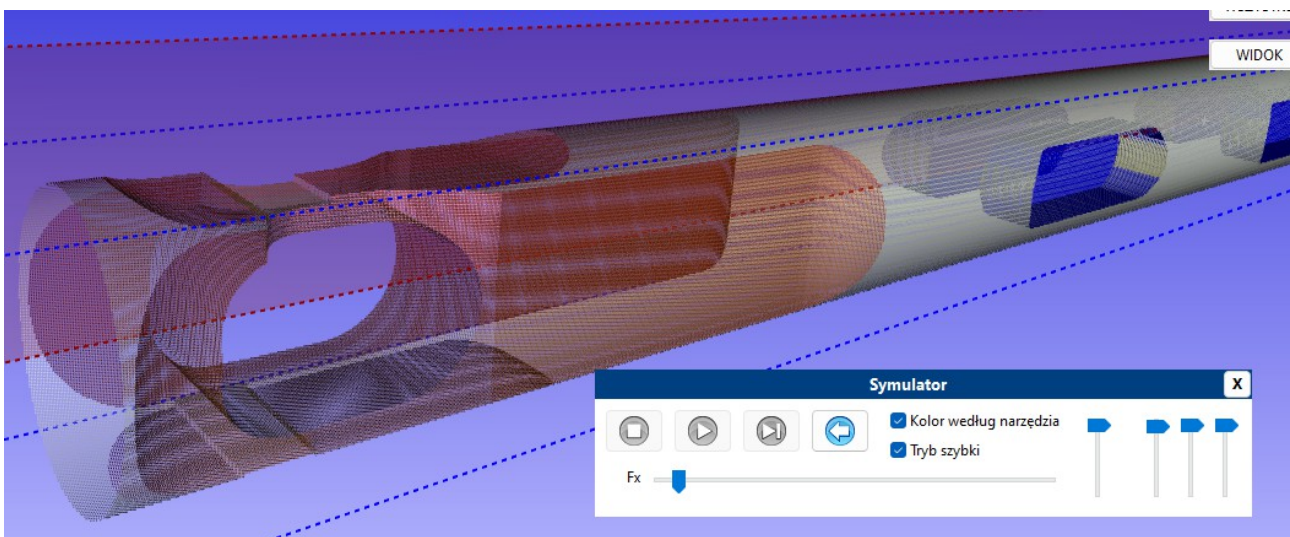 WIDOK
Symulator
X
Kolor według narzędzia
Tryb szybki
Fx